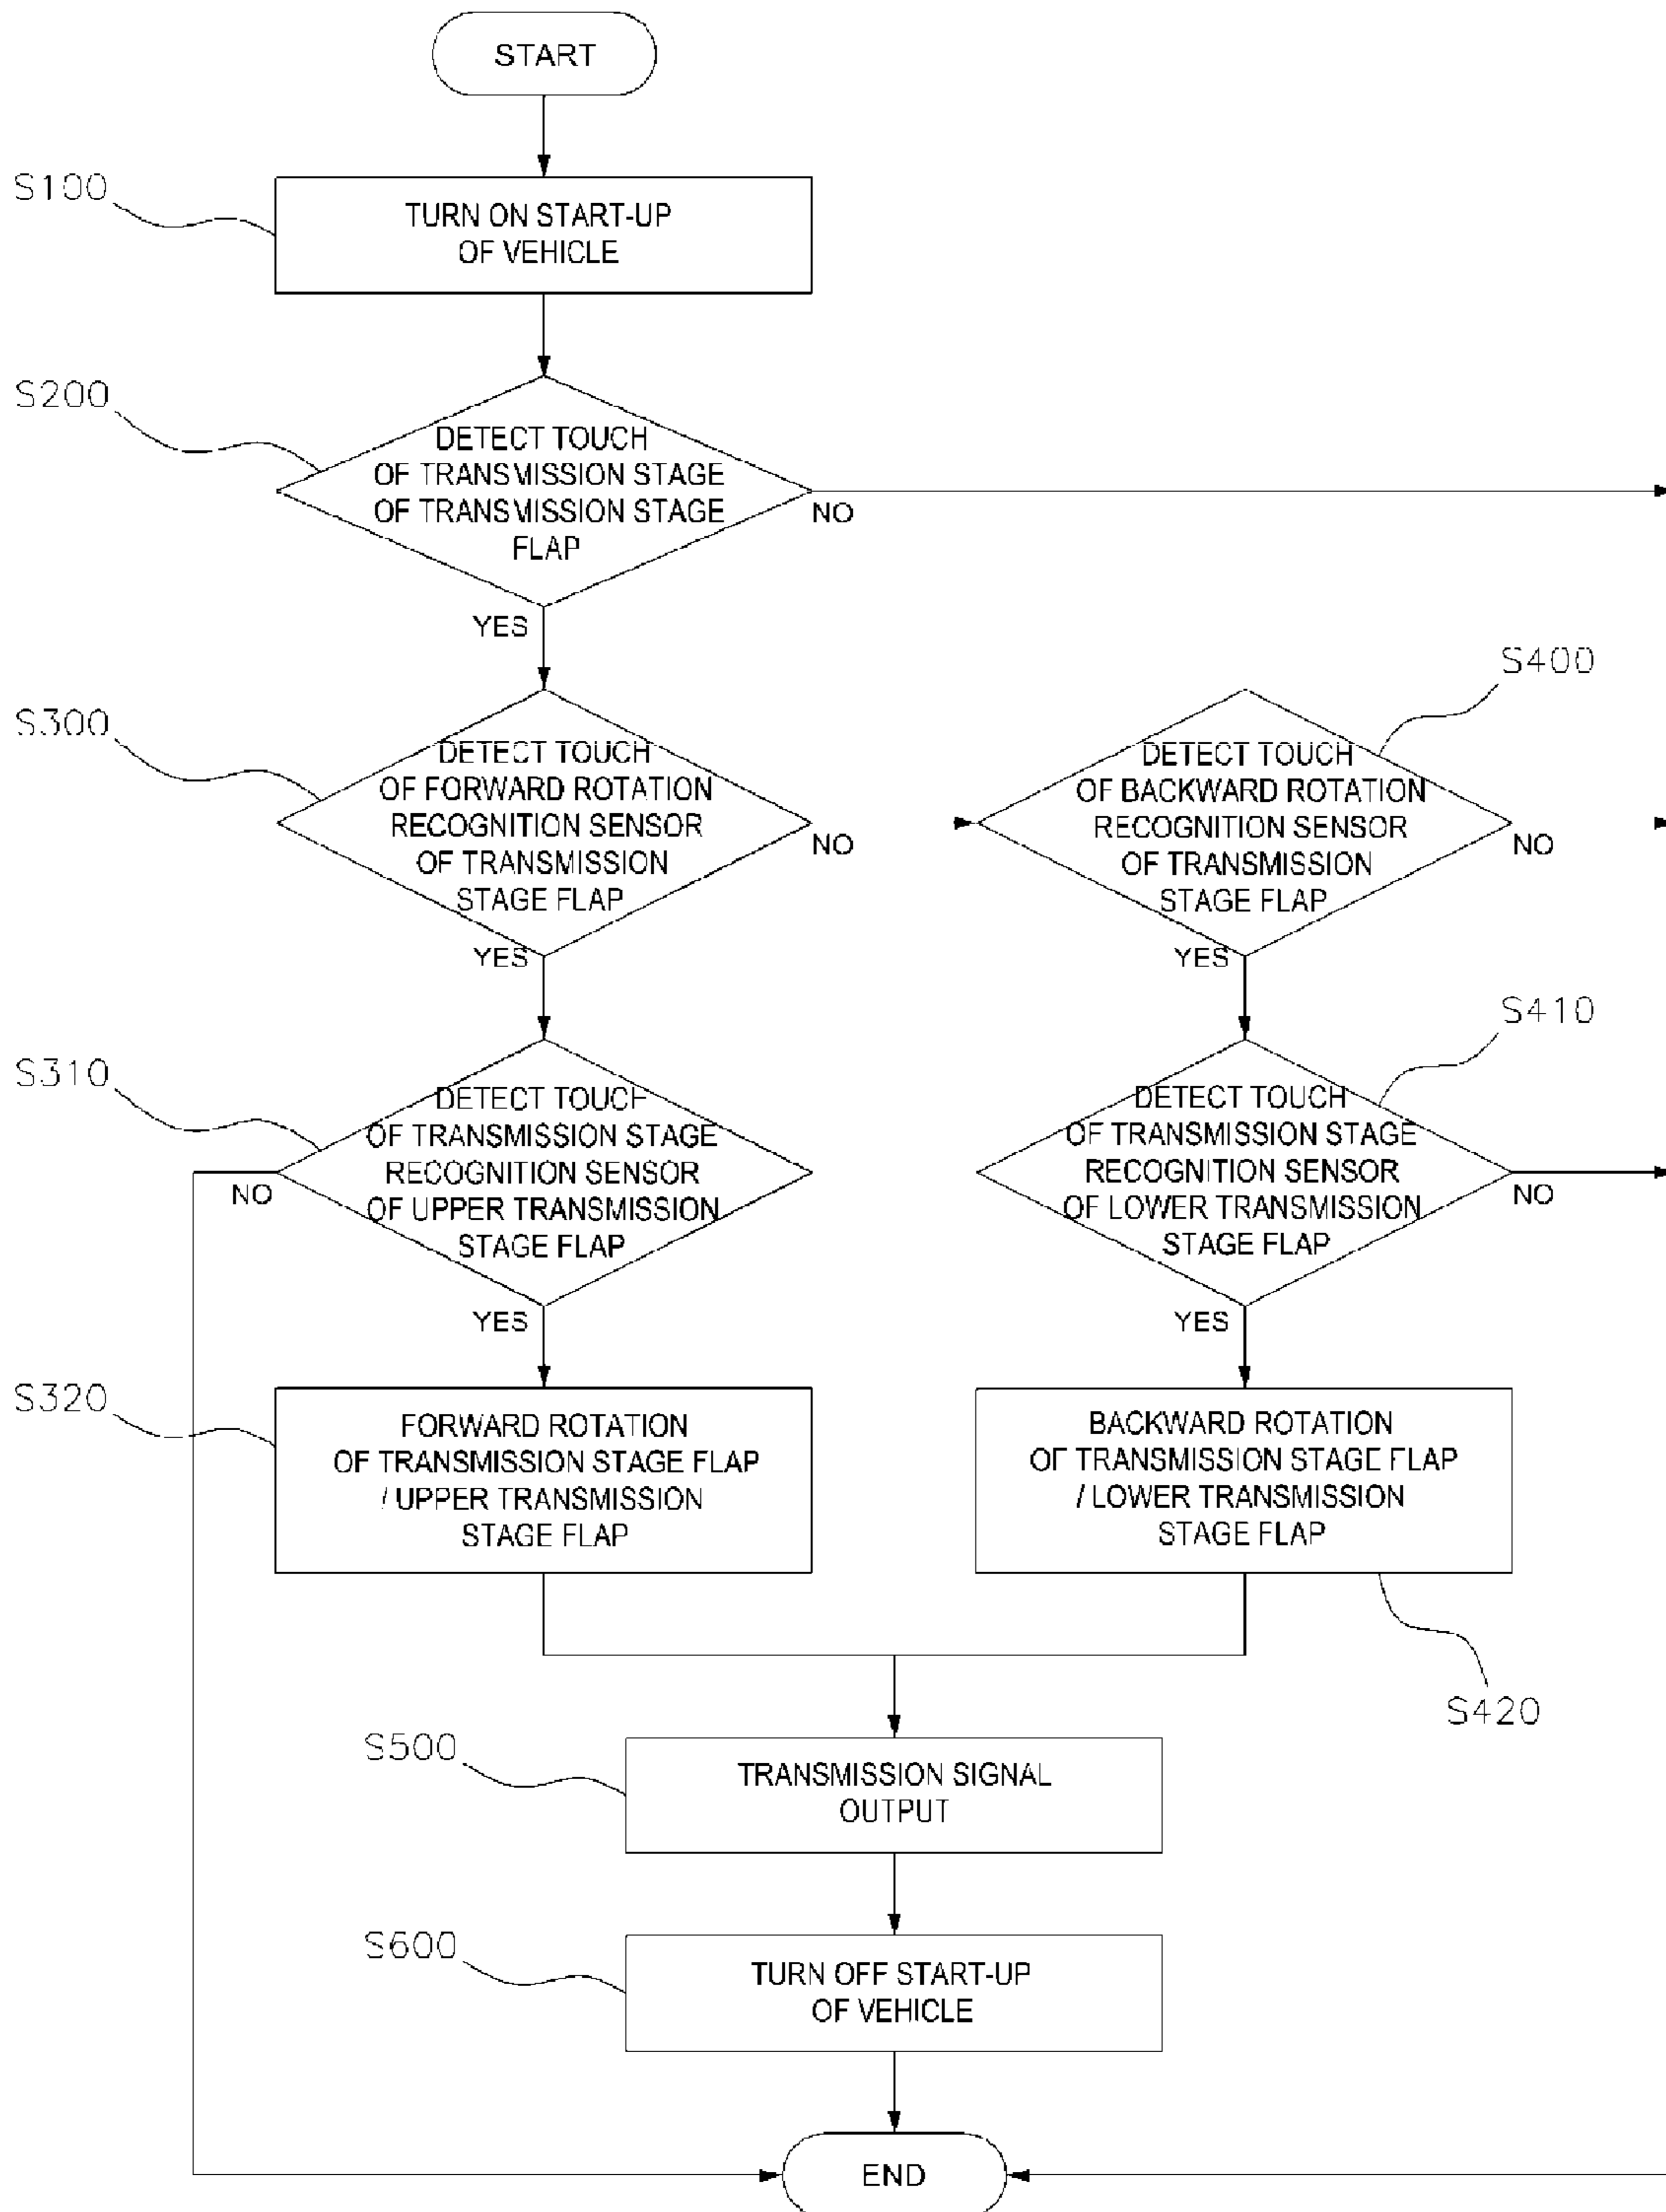 START
S100
TURN ON START-UP
OF VEHICLE
S200
DETECT TOUCH
OF TRANSMISSION STAGE
OF TRANSMISSION STAGE
FLAP
NO
YES
S300
DETECT TOUCH
OF FORWARD ROTATION
RECOGNITION SENSOR
OF TRANSMISSION
STAGE FLAP
NO
YES
S400
DETECT TOUCH
OF BACKWARD ROTATION
RECOGNITION SENSOR
OF TRANSMISSION
STAGE FLAP
NO
YES
S310
DETECT TOUCH
OF TRANSMISSION STAGE
RECOGNITION SENSOR
OF UPPER TRANSMISSION
STAGE FLAP
NO
YES
S410
DETECT TOUCH
OF TRANSMISSION STAGE
RECOGNITION SENSOR
OF LOWER TRANSMISSION
STAGE FLAP
NO
YES
S320
FORWARD ROTATION
OF TRANSMISSION STAGE FLAP
/ UPPER TRANSMISSION
STAGE FLAP
BACKWARD ROTATION
OF TRANSMISSION STAGE FLAP
/ LOWER TRANSMISSION
STAGE FLAP
S420
S500
TRANSMISSION SIGNAL
OUTPUT
S600
TURN OFF START-UP
OF VEHICLE
END